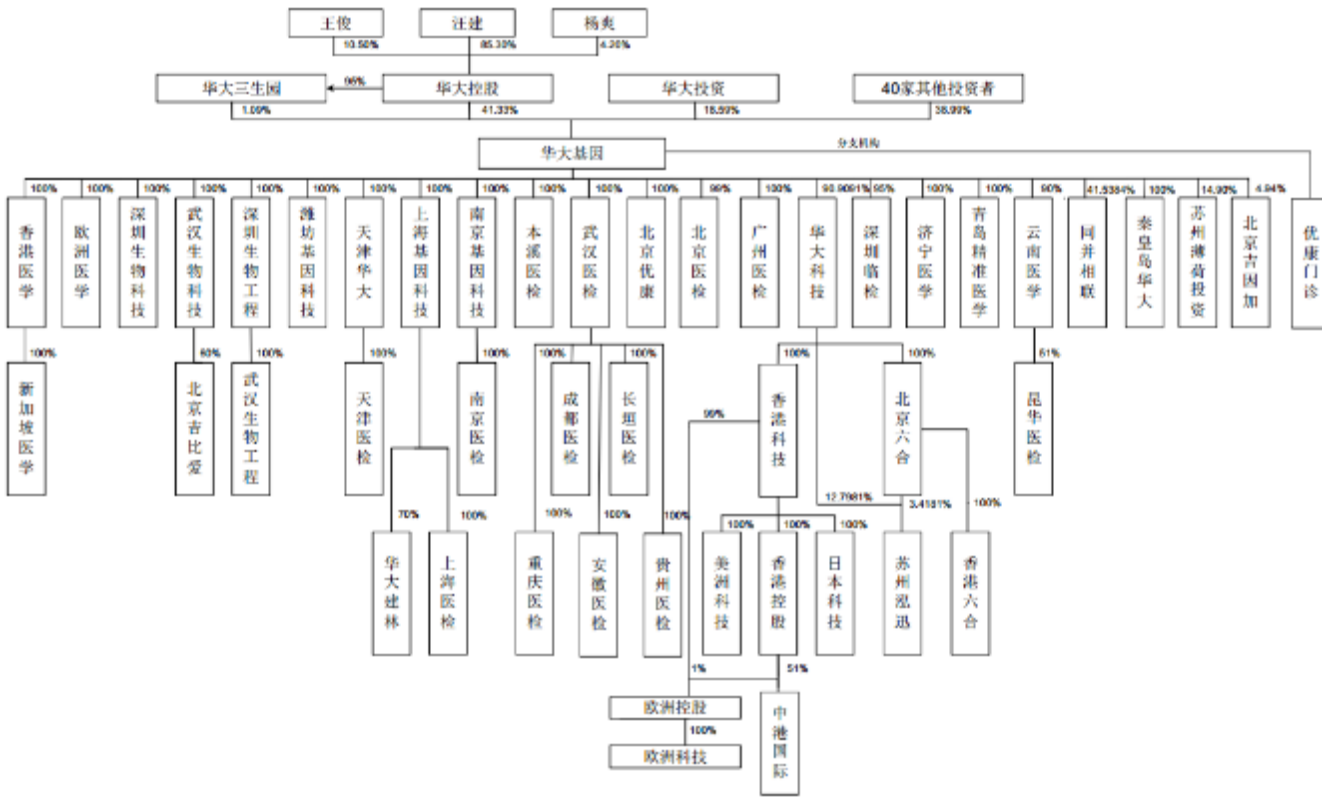 王俊 汪建 杨爽
10.50% 85.30% 4.20%
华大三生园 95% 华大控股 华大投资 40家其他投资者
1.09% 41.33% 18.59% 38.99%
华大基因 分支机构
100% 100% 100% 100% 100% 100% 100% 100% 100% 100% 100% 100% 99% 100% 90.9091% 95% 100% 100% 90% 41.5384% 100% 14.90% 4.94%
香港医学
欧洲医学
深圳生物科技
武汉生物科技
深圳生物工程
潍坊基因科技
天津华大
上海基因科技
南京基因科技
本溪医检
武汉医检
北京优康
北京医检
广州医检
华大科技
深圳临检
济宁医学
青岛精准医学
云南医学
同并相联
秦皇岛华大
苏州薄荷投资
北京吉因加
优康门诊
100% 60% 100% 100% 100% 100% 100% 100% 100% 100% 61%
新加坡医学
北京吉比爱
武汉生物工程
天津医检
南京医检
成都医检
长垣医检
香港科技
北京六合
昆华医检
99%
12.7981% 3.4181% 100%
70% 100% 100% 100% 100% 100% 100% 100%
华大建林
上海医检
重庆医检
安徽医检
贵州医检
美洲科技
香港控股
日本科技
苏州泓迅
香港六合
1% 51%
欧洲控股
中港国际
100%
欧洲科技